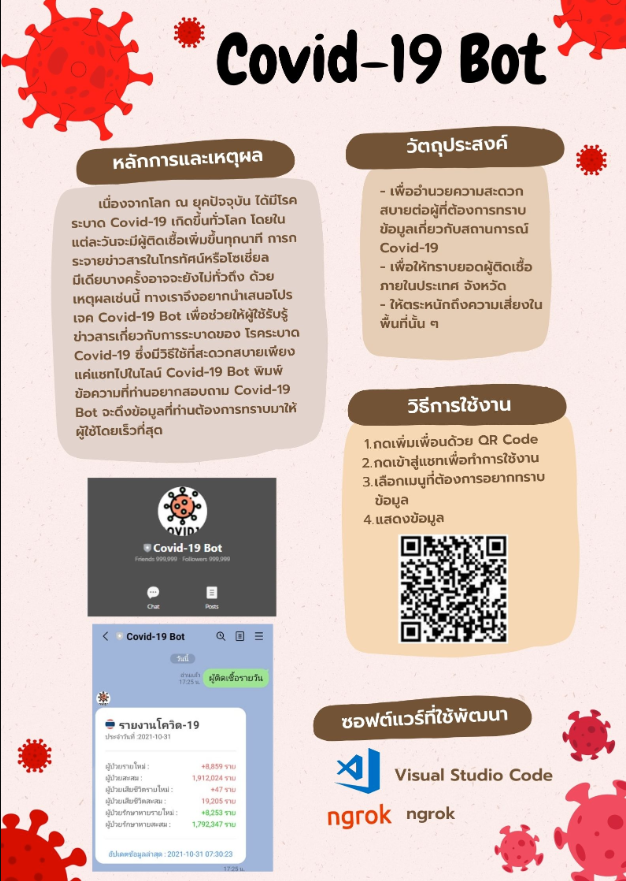 Covid-19 Bot
หลักการและเหตุผล
เนื่องจากโลก ณ ยุคปัจจุบัน ได้มีโรค
ระบาด Covid-19 เกิดขึ้นทั่วโลก โดยใน
แต่ละวันจะมีผู้ติดเชื้อเพิ่มขึ้นทุกนาที การก
ระจายข่าวสารในโทรทัศน์หรือโซเชี่ยล
มีเดียบางครั้งอาจจะยังไม่ทั่วถึง ด้วย
เหตุผลเช่นนี้ ทางเราจึงอยากนำเสนอโปร
เจค Covid-19 Bot เพื่อช่วยให้ผู้ใช้รับรู้
ข่าวสารเกี่ยวกับการระบาดของ โรคระบาด
Covid-19 ซึ่งมีวิธีใช้ที่สะดวกสบายเพียง
แค่แชทไปในไลน์ Covid-19 Bot พิมพ์
ข้อความที่ท่านอยากสอบถาม Covid-19
Bot จะดึงข้อมูลที่ท่านต้องการทราบมาให้
ผู้ใช้โดยเร็วที่สุด
วัตถุประสงค์
- เพื่ออำนวยความสะดวก
สบายต่อผู้ที่ต้องการทราบ
ข้อมูลเกี่ยวกับสถานการณ์
Covid-19
- เพื่อให้ทราบยอดผู้ติดเชื้อ
ภายในประเทศ จังหวัด
- ให้ตระหนักถึงความเสี่ยงใน
พื้นที่นั้น ๆ
วิธีการใช้งาน
1.กดเพิ่มเพื่อนด้วย QR Code
2.กดเข้าสู่แชทเพื่อทำการใช้งาน
3.เลือกเมนูที่ต้องการอยากทราบ
ข้อมูล
4.แสดงข้อมูล
COVID1
Covid-19 Bot
Friends 999,999 Followers 999,999
Chat Posts
Covid-19 Bot
วันนี้
อ่านแล้ว
17:25 น.
ผู้ติดเชื้อรายวัน
รายงานโควิด-19
ประจำวันที่ :2021-10-31
ผู้ป่วยรายใหม่ : +8,859 ราย
ผู้ป่วยสะสม : 1,912,024 ราย
ผู้ป่วยเสียชีวิตรายใหม่ : +47 ราย
ผู้ป่วยเสียชีวิตสะสม : 19,205 ราย
ผู้ป่วยรักษาหายรายใหม่ : +8,253 ราย
ผู้ป่วยรักษาหายสะสม : 1,792,347 ราย
อัปเดตข้อมูลล่าสุด : 2021-10-31 07:30:23
17:25 น.
ซอฟต์แวร์ที่ใช้พัฒนา
Visual Studio Code
ngrok ngrok